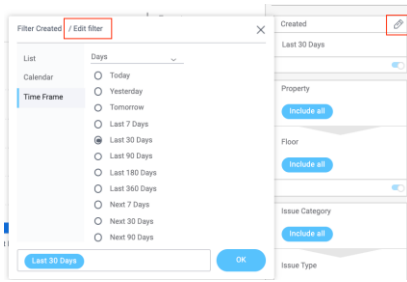 Filter Created / Edit filter
List
Calendar
Time Frame
Days
Today
Yesterday
Tomorrow
Last 7 Days
Last 30 Days
Last 90 Days
Last 180 Days
Last 360 Days
Next 7 Days
Next 30 Days
Next 90 Days
Last 30 Days
OK
Created
Last 30 Days
Property
Include all
Floor
Include all
Issue Category
Include all
Issue Type